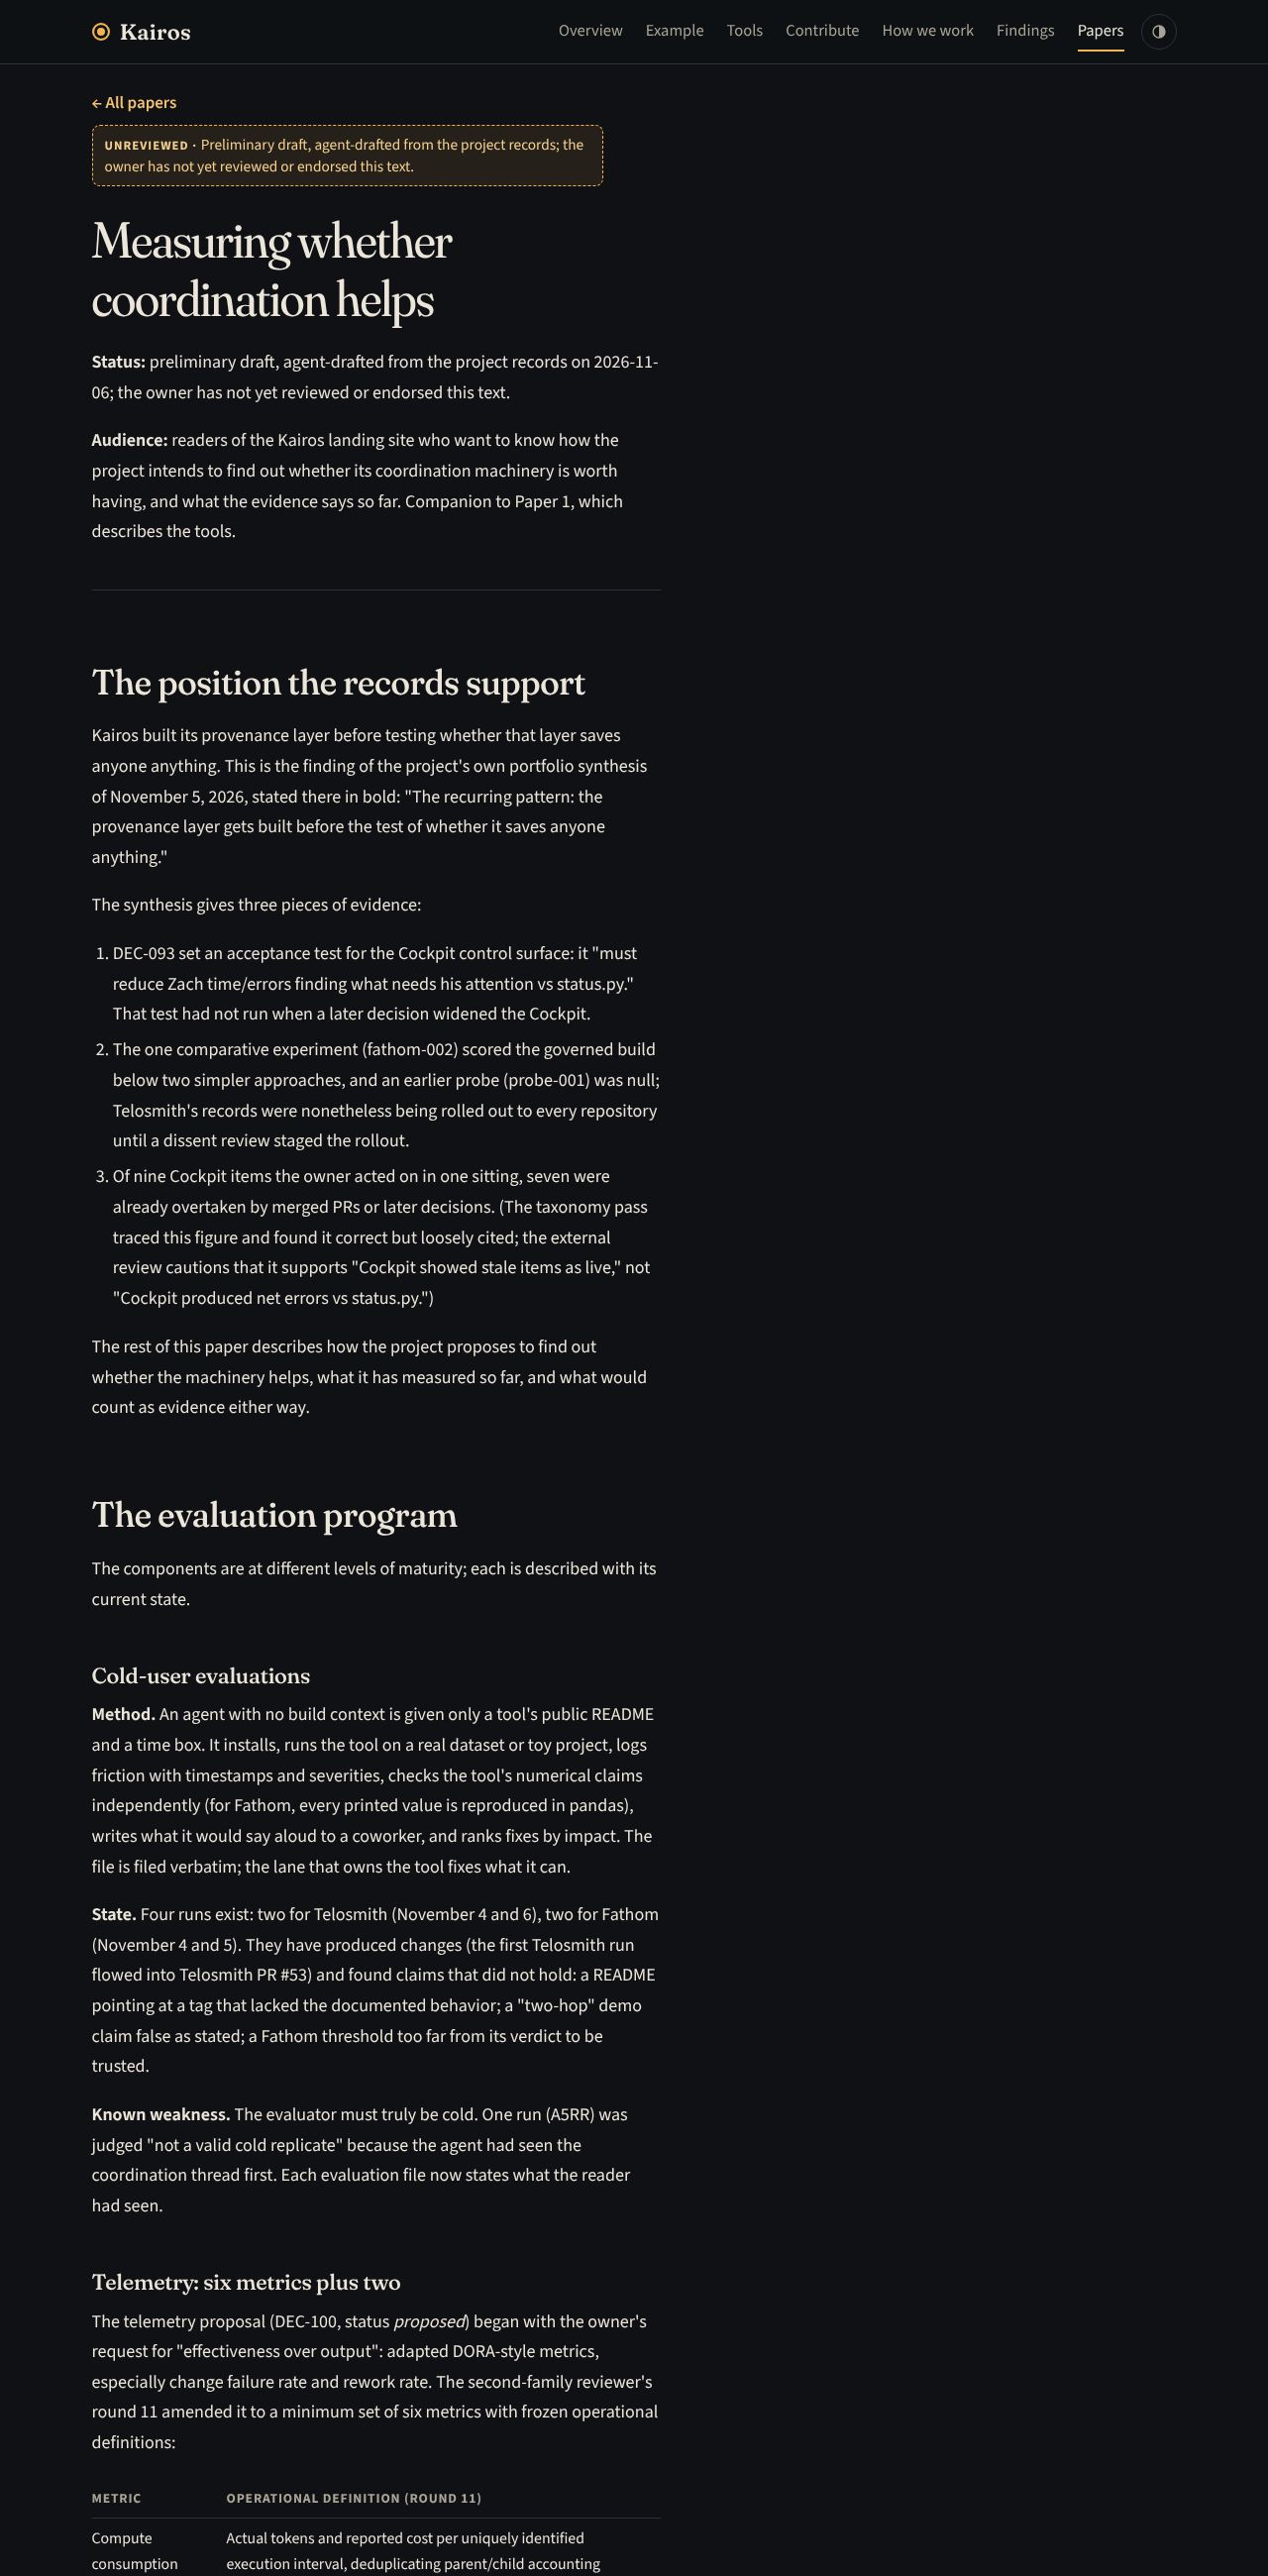 Kairos
Overview Example Tools Contribute How we work Findings Papers
← All papers
UNREVIEWED · Preliminary draft, agent-drafted from the project records; the
owner has not yet reviewed or endorsed this text.
Measuring whether
coordination helps
Status: preliminary draft, agent-drafted from the project records on 2026-11-
06; the owner has not yet reviewed or endorsed this text.
Audience: readers of the Kairos landing site who want to know how the
project intends to find out whether its coordination machinery is worth
having, and what the evidence says so far. Companion to Paper 1, which
describes the tools.
The position the records support
Kairos built its provenance layer before testing whether that layer saves
anyone anything. This is the finding of the project's own portfolio synthesis
of November 5, 2026, stated there in bold: "The recurring pattern: the
provenance layer gets built before the test of whether it saves anyone
anything."
The synthesis gives three pieces of evidence:
1. DEC-093 set an acceptance test for the Cockpit control surface: it "must
reduce Zach time/errors finding what needs his attention vs status.py."
That test had not run when a later decision widened the Cockpit.
2. The one comparative experiment (fathom-002) scored the governed build
below two simpler approaches, and an earlier probe (probe-001) was null;
Telosmith's records were nonetheless being rolled out to every repository
until a dissent review staged the rollout.
3. Of nine Cockpit items the owner acted on in one sitting, seven were
already overtaken by merged PRs or later decisions. (The taxonomy pass
traced this figure and found it correct but loosely cited; the external
review cautions that it supports "Cockpit showed stale items as live," not
"Cockpit produced net errors vs status.py.")
The rest of this paper describes how the project proposes to find out
whether the machinery helps, what it has measured so far, and what would
count as evidence either way.
The evaluation program
The components are at different levels of maturity; each is described with its
current state.
Cold-user evaluations
Method. An agent with no build context is given only a tool's public README
and a time box. It installs, runs the tool on a real dataset or toy project, logs
friction with timestamps and severities, checks the tool's numerical claims
independently (for Fathom, every printed value is reproduced in pandas),
writes what it would say aloud to a coworker, and ranks fixes by impact. The
file is filed verbatim; the lane that owns the tool fixes what it can.
State. Four runs exist: two for Telosmith (November 4 and 6), two for Fathom
(November 4 and 5). They have produced changes (the first Telosmith run
flowed into Telosmith PR #53) and found claims that did not hold: a README
pointing at a tag that lacked the documented behavior; a "two-hop" demo
claim false as stated; a Fathom threshold too far from its verdict to be
trusted.
Known weakness. The evaluator must truly be cold. One run (A5RR) was
judged "not a valid cold replicate" because the agent had seen the
coordination thread first. Each evaluation file now states what the reader
had seen.
Telemetry: six metrics plus two
The telemetry proposal (DEC-100, status proposed) began with the owner's
request for "effectiveness over output": adapted DORA-style metrics,
especially change failure rate and rework rate. The second-family reviewer's
round 11 amended it to a minimum set of six metrics with frozen operational
definitions:
METRIC OPERATIONAL DEFINITION (ROUND 11)
Compute Actual tokens and reported cost per uniquely identified
consumption execution interval, deduplicating parent/child accounting